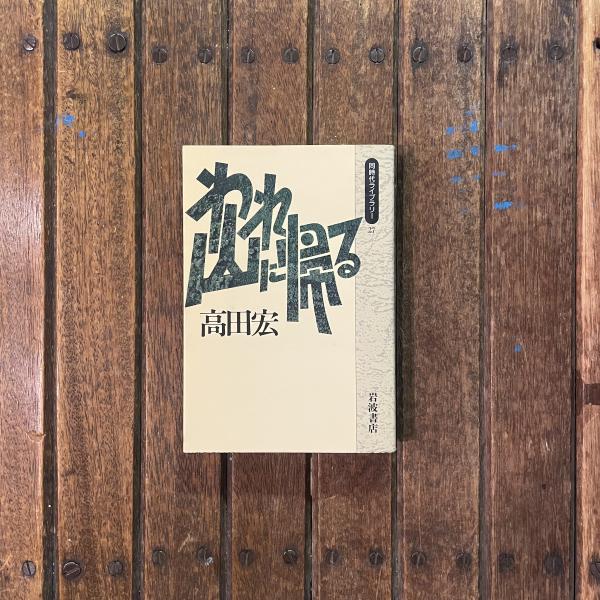 われ山に帰る
高田宏
同時代ライブラリー
27
岩波書店